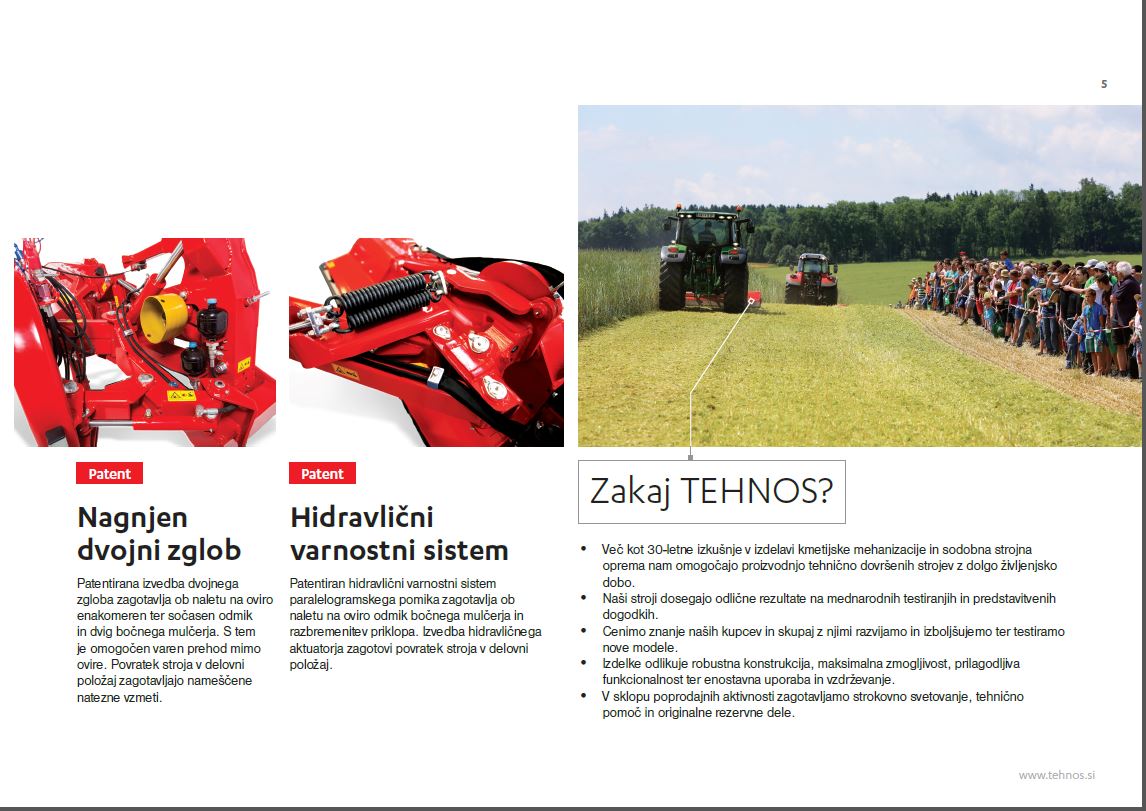 5
Patent
Nagnjen
dvojni zglob
Patentirana izvedba dvojnega
zgloba zagotavlja ob naletu na oviro
enakomeren ter sočasen odmik
in dvig bočnega mulčerja. S tem
je omogočen varen prehod mimo
ovire. Povratek stroja v delovni
položaj zagotavljajo nameščene
natezne vzmeti.
Patent
Hidravlični
varnostni sistem
Patentiran hidravlični varnostni sistem
paralelogramskega pomika zagotavlja ob
naletu na oviro odmik bočnega mulčerja in
razbremenitev priklopa. Izvedba hidravličnega
aktuatorja zagotovi povratek stroja v delovni
položaj.
Zakaj TEHNOS?
• Več kot 30-letne izkušnje v izdelavi kmetijske mehanizacije in sodobna strojna
oprema nam omogočajo proizvodnjo tehnično dovršenih strojev z dolgo življenjsko
dobo.
• Naši stroji dosegajo odlične rezultate na mednarodnih testiranjih in predstavitvenih
dogodkih.
• Cenimo znanje naših kupcev in skupaj z njimi razvijamo in izboljšujemo ter testiramo
nove modele.
• Izdelke odlikuje robustna konstrukcija, maksimalna zmogljivost, prilagodljiva
funkcionalnost ter enostavna uporaba in vzdrževanje.
• V sklopu poprodajnih aktivnosti zagotavljamo strokovno svetovanje, tehnično
pomoč in originalne rezervne dele.
www.tehnos.si